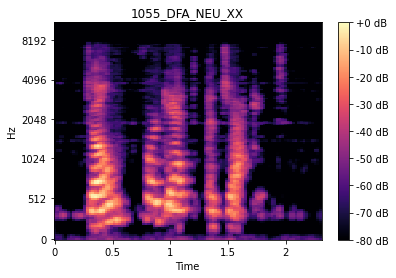 1055_DFA_NEU_XX
+0 dB
8192
-10 dB
4096
-20 dB
-30 dB
2048
Hz
-40 dB
1024
-50 dB
512
-60 dB
-70 dB
0
-80 dB
0
0.5
1
1.5
2
Time